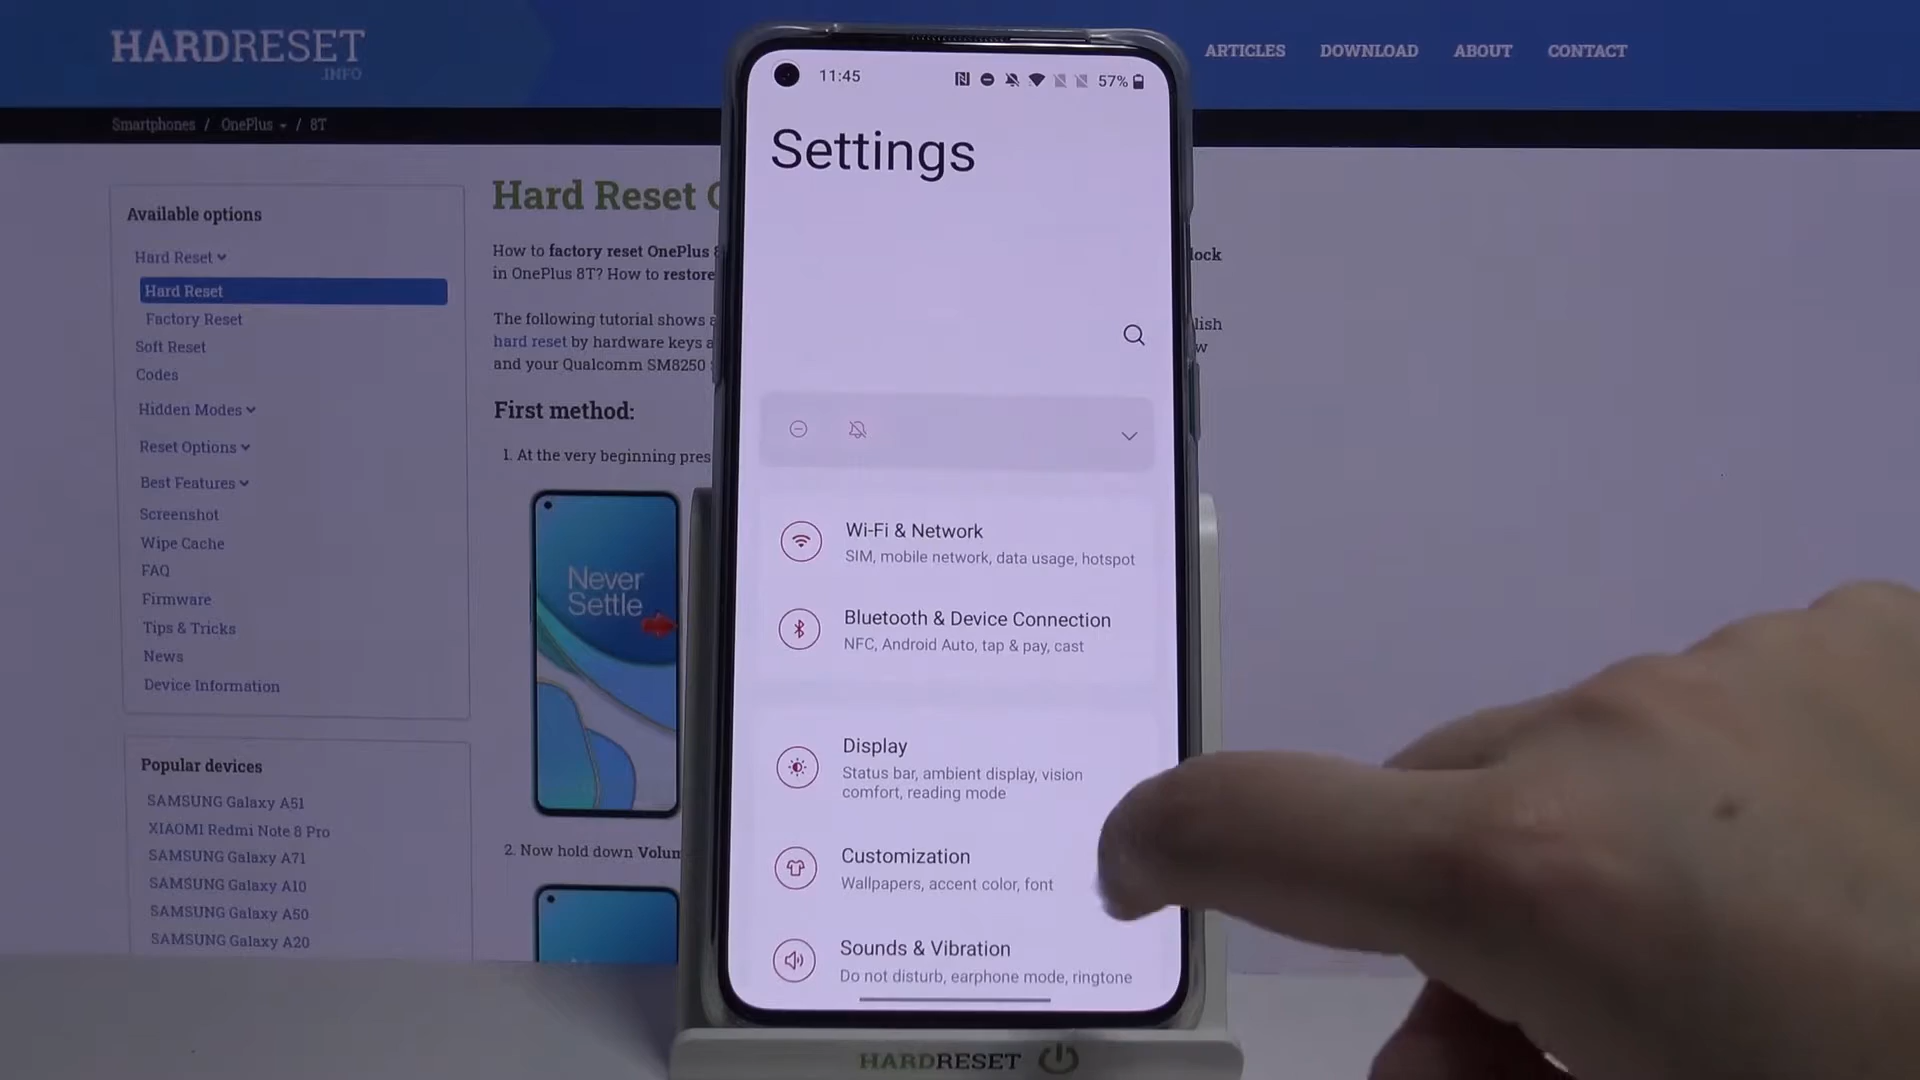 HARDRESET
.INFO
ARTICLES
DOWNLOAD
ABOUT
CONTACT
Smartphones / OnePlus / 8T
Available options
Hard Reset
Hard Reset
Factory Reset
Soft Reset
Codes
Hidden Modes
Reset Options
Best Features
Screenshot
Wipe Cache
FAQ
Firmware
Tips & Tricks
News
Device Information
Popular devices
SAMSUNG Galaxy A51
XIAOMI Redmi Note 8 Pro
SAMSUNG Galaxy A71
SAMSUNG Galaxy A10
SAMSUNG Galaxy A50
SAMSUNG Galaxy A20
Hard Reset
How to factory reset OnePlus
in OnePlus 8T? How to restore
The following tutorial shows
hard reset by hardware keys
and your Qualcomm SM8250
First method:
1. At the very beginning
Never
Settle
2. Now hold down
11:45
57%
Settings
Wi-Fi & Network
SIM, mobile network, data usage, hotspot
Bluetooth & Device Connection
NFC, Android Auto, tap & pay, cast
Display
Status bar, ambient display, vision
comfort, reading mode
Customization
Wallpapers, accent color, font
Sounds & Vibration
Do not disturb, earphone mode, ringtone
HARDRESET